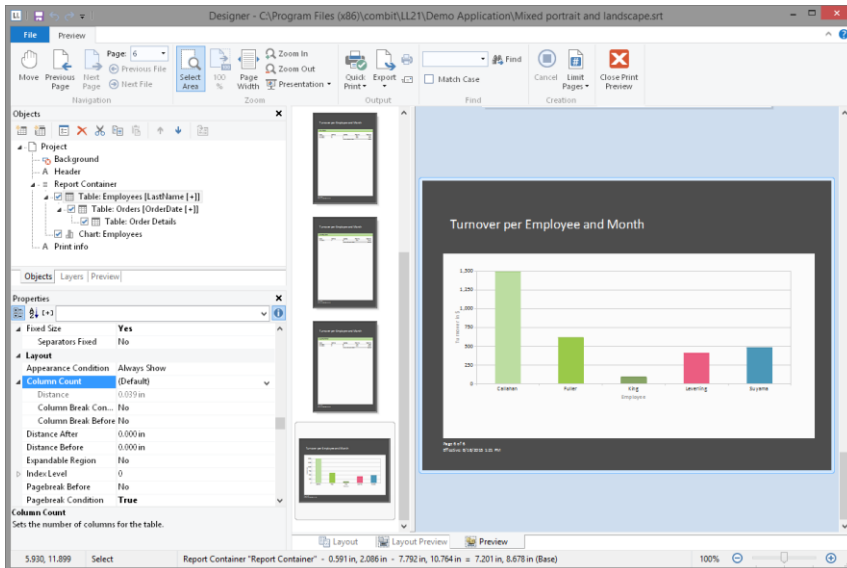 Designer - C:\Program Files (x86)\combit\LL21\Demo Application\Mixed portrait and landscape.srt
File Preview
Move
Previous Page
Next Page
Page: 6
Previous File
Next File
Navigation
Select Area
100 %
Page Width
Zoom In
Zoom Out
Presentation
Zoom
Quick Print
Export
Output
Find
Match Case
Find
Cancel
Limit Pages
Creation
Close Print Preview
Objects
Project
Background
Header
Report Container
Table: Employees [LastName [+]]
Table: Orders [OrderDate [+]]
Table: Order Details
Chart: Employees
Print info
Objects Layers Preview
Properties
Fixed Size Yes
Separators Fixed No
Layout
Appearance Condition Always Show
Column Count (Default)
Distance 0.039 in
Column Break Con... No
Column Break Before No
Distance After 0.000 in
Distance Before 0.000 in
Expandable Region No
Index Level 0
Pagebreak Before No
Pagebreak Condition True
Column Count
Sets the number of columns for the table.
Turnover per Employee and Month
Turnover in $
1,500
1,250
1,000
750
500
250
0
Callahan Fuller King Leverling Suyama
Employee
Page 6 of 6
Layout Layout Preview Preview
5.930, 11.899 Select Report Container "Report Container" - 0.591 in, 2.086 in - 7.792 in, 10.764 in = 7.201 in, 8.678 in (Base) 100%